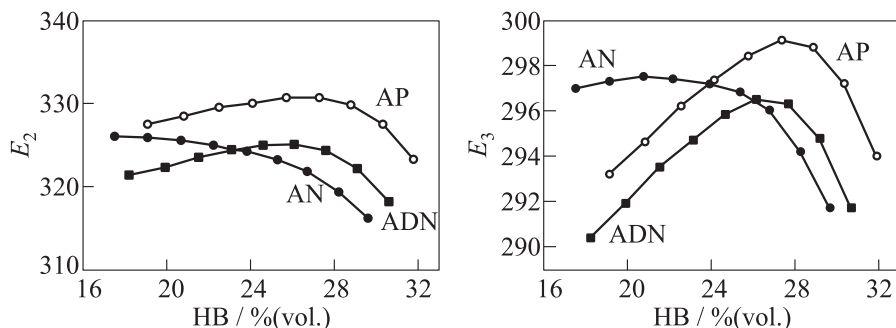 340
330
320
310
E2
AP
AN
ADN
16 20 24 28 32
HB / %(vol.)
300
298
296
294
292
290
E3
AN
AP
ADN
16 20 24 28 32
HB / %(vol.)